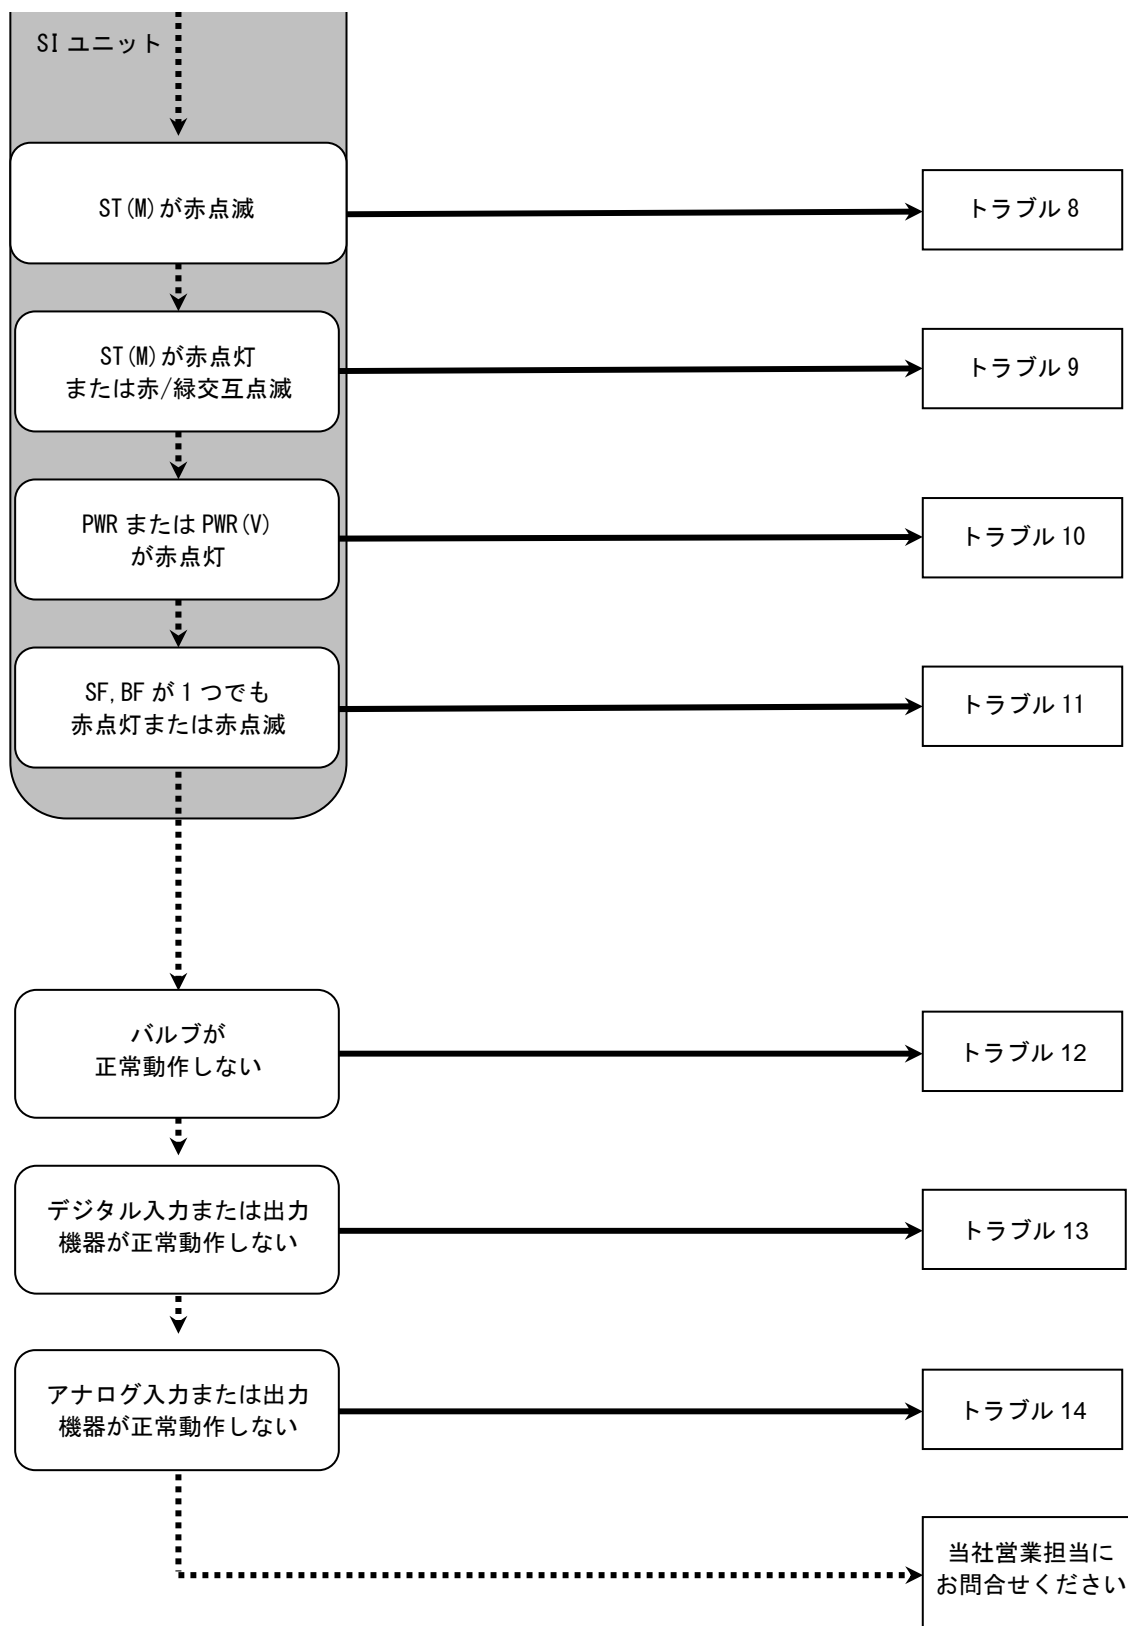 SI ユニット
ST(M)が赤点滅
トラブル 8
ST(M)が赤点灯
または赤/緑交互点滅
トラブル 9
PWR または PWR(V)
が赤点灯
トラブル 10
SF,BF が 1 つでも
赤点灯または赤点滅
トラブル 11
バルブが
正常動作しない
トラブル 12
デジタル入力または出力
機器が正常動作しない
トラブル 13
アナログ入力または出力
機器が正常動作しない
トラブル 14
当社営業担当に
お問合せください